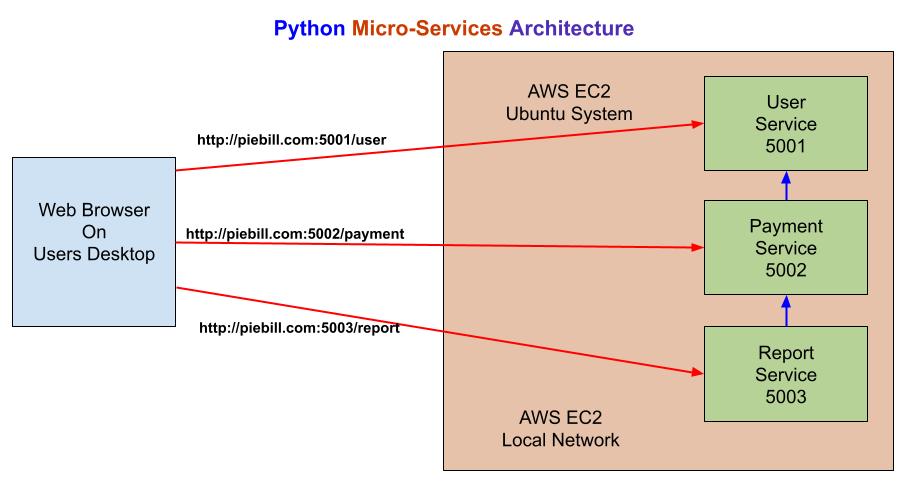 Python Micro-Services Architecture
AWS EC2
Ubuntu System
User
Service
5001
http://piebill.com:5001/user
Web Browser
On
Users Desktop
http://piebill.com:5002/payment
Payment
Service
5002
http://piebill.com:5003/report
Report
Service
5003
AWS EC2
Local Network